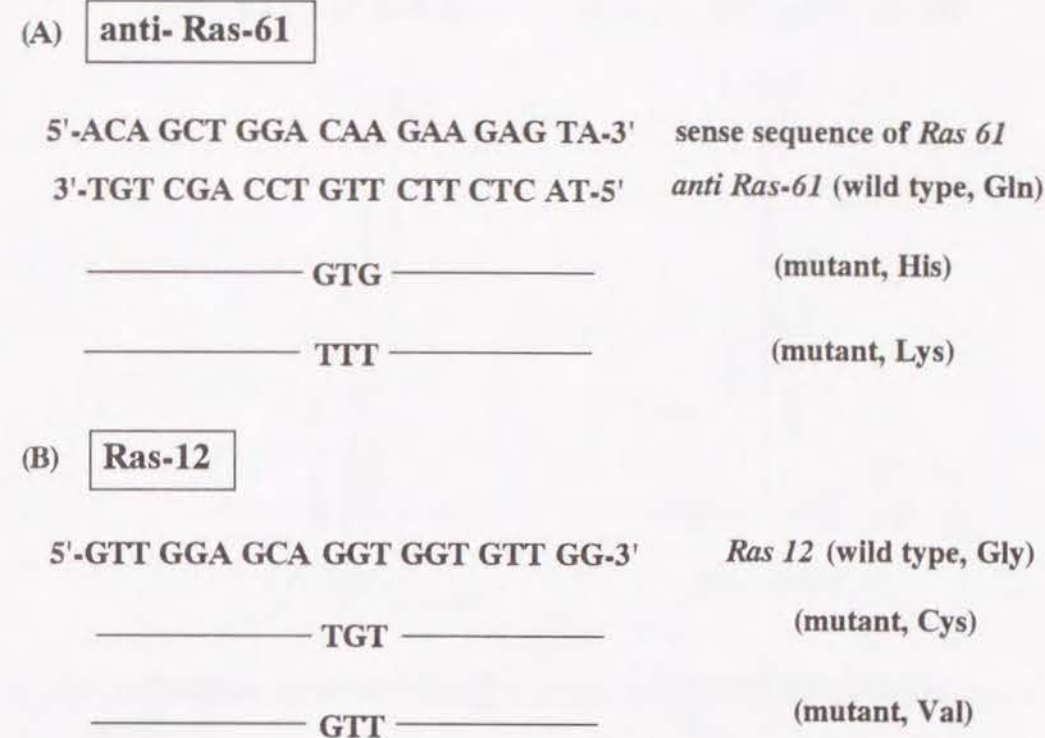 (A) anti- Ras-61
5'-ACA GCT GGA CAA GAA GAG TA-3' sense sequence of Ras 61
3'-TGT CGA CCT GTT CTT CTC AT-5' anti Ras-61 (wild type, Gln)
GTG (mutant, His)
TTT (mutant, Lys)
(B) Ras-12
5'-GTT GGA GCA GGT GGT GTT GG-3' Ras 12 (wild type, Gly)
TGT (mutant, Cys)
GTT (mutant, Val)